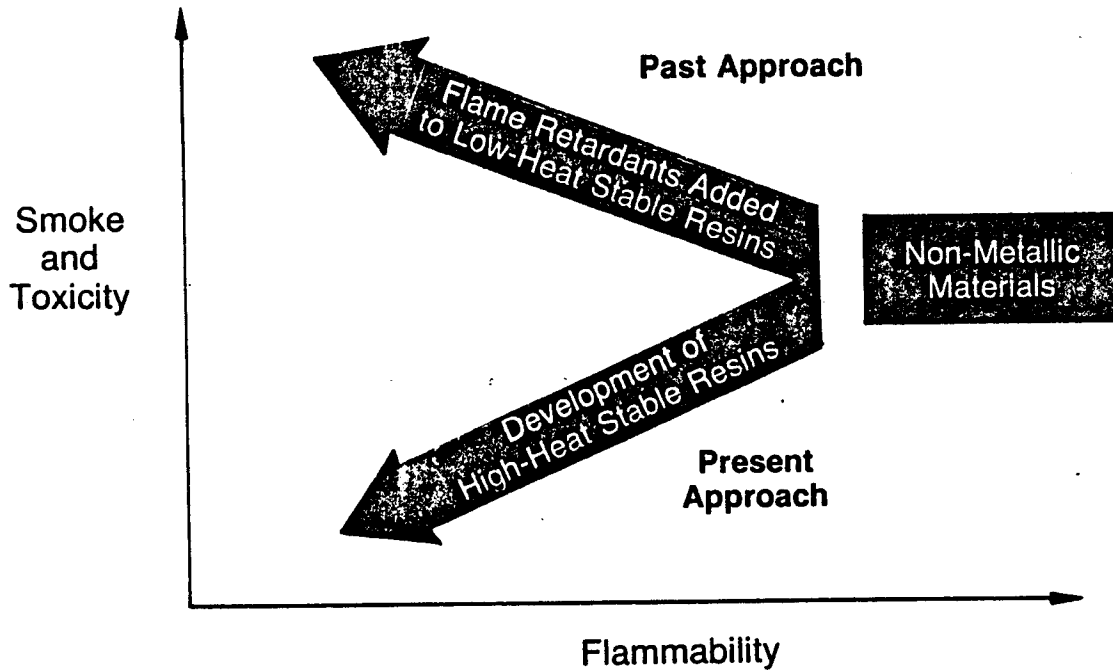 Past Approach
Flame Retardants Added
to Low-Heat Stable Resins
Smoke
and
Toxicity
Non-Metallic
Materials
Development of
High-Heat Stable Resins
Present
Approach
Flammability